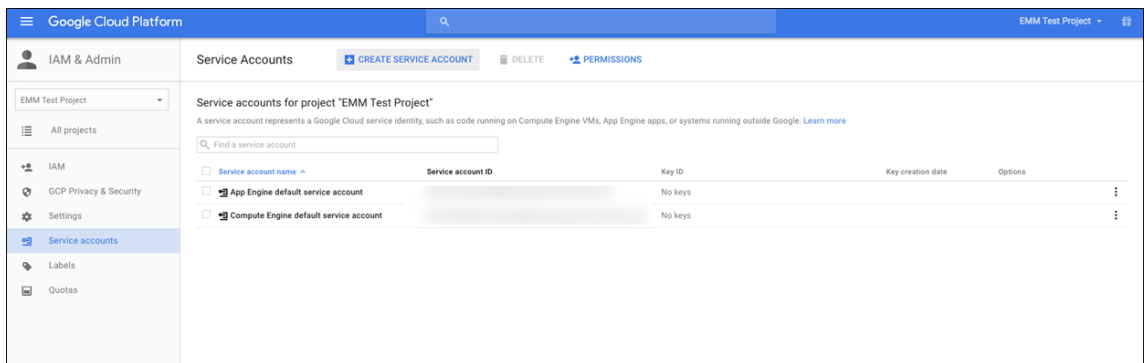 Google Cloud Platform
EMM Test Project
IAM & Admin
Service Accounts
CREATE SERVICE ACCOUNT
DELETE
PERMISSIONS
EMM Test Project
All projects
IAM
GCP Privacy & Security
Settings
Service accounts
Labels
Quotas
Service accounts for project "EMM Test Project"
A service account represents a Google Cloud service identity, such as code running on Compute Engine VMs, App Engine apps, or systems running outside Google. Learn more
Find a service account
Service account name Service account ID Key ID Key creation date Options
App Engine default service account No keys
Compute Engine default service account No keys